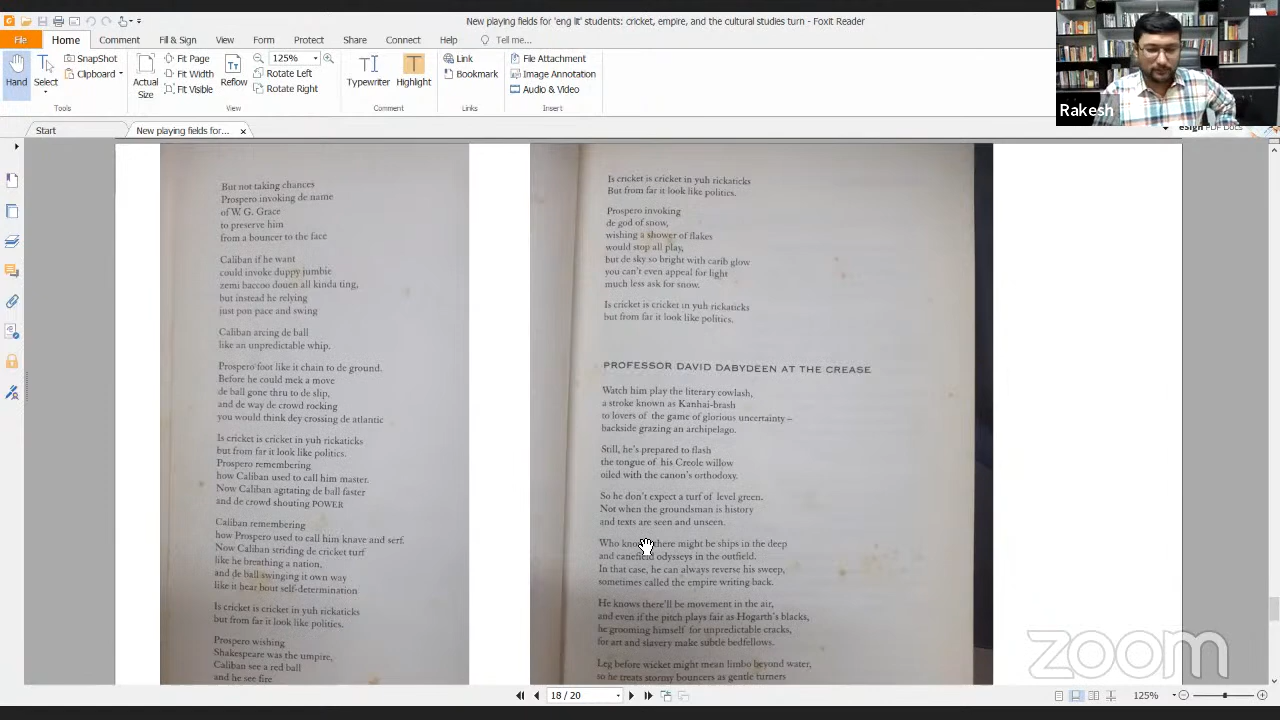 New playing fields for 'eng lit' students: cricket, empire, and the cultural studies turn - Foxit Reader
File Home Comment Fill & Sign View Form Protect Share Connect Help Tell me...
Hand
Select
SnapShot
Clipboard
Tools
Actual Size
Fit Page
Fit Width
Fit Visible
Reflow
125%
Rotate Left
Rotate Right
View
Typewriter
Highlight
Comment
Link
Bookmark
Links
File Attachment
Image Annotation
Audio & Video
Insert
Rakesh
eSign PDF Docs
Start
New playing fields for...
But not taking chances
Prospero invoking de name
of W. G. Grace
to preserve him
from a bouncer to the face
Caliban if he want
could invoke duppy jumbie
zemi baccoo douen all kinda ting,
but instead he relying
just pon pace and swing
Caliban arcing de ball
like an unpredictable whip.
Prospero foot like it chain to de ground.
Before he could mek a move
de ball gone thru to de slip,
and de way de crowd rocking
you would think dey crossing de atlantic
Is cricket is cricket in yuh rickaticks
but from far it look like politics.
Prospero remembering
how Caliban used to call him master.
Now Caliban agitating de ball faster
and de crowd shouting POWER
Caliban remembering
how Prospero used to call him knave and serf.
Now Caliban striding de cricket turf
like he breathing a nation,
and de ball swinging it own way
like it hear bout self-determination
Is cricket is cricket in yuh rickaticks
but from far it look like politics.
Prospero wishing
Shakespeare was the umpire,
Caliban see a red ball
and he see fire
Is cricket is cricket in yuh rickaticks
But from far it look like politics.
Prospero invoking
de god of snow,
wishing a shower of flakes
would stop all play,
but de sky so bright with carib glow
you can't even appeal for light
much less ask for snow.
Is cricket is cricket in yuh rickaticks
but from far it look like politics.
PROFESSOR DAVID DABYDEEN AT THE CREASE
Watch him play the literary cowlash,
a stroke known as Kanhai-brash
to lovers of the game of glorious uncertainty –
backside grazing an archipelago.
Still, he's prepared to flash
the tongue of his Creole willow
oiled with the canon's orthodoxy.
So he don't expect a turf of level green.
Not when the groundsman is history
and texts are seen and unseen.
Who knows there might be ships in the deep
and canefield odysseys in the outfield.
In that case, he can always reverse his sweep,
sometimes called the empire writing back.
He knows there'll be movement in the air,
and even if the pitch plays fair as Hogarth's blacks,
he grooming himself for unpredictable cracks,
for art and slavery make subtle bedfellows.
Leg before wicket might mean limbo beyond water,
so he treats stormy bouncers as gentle turners
zoom
18 / 20
125%